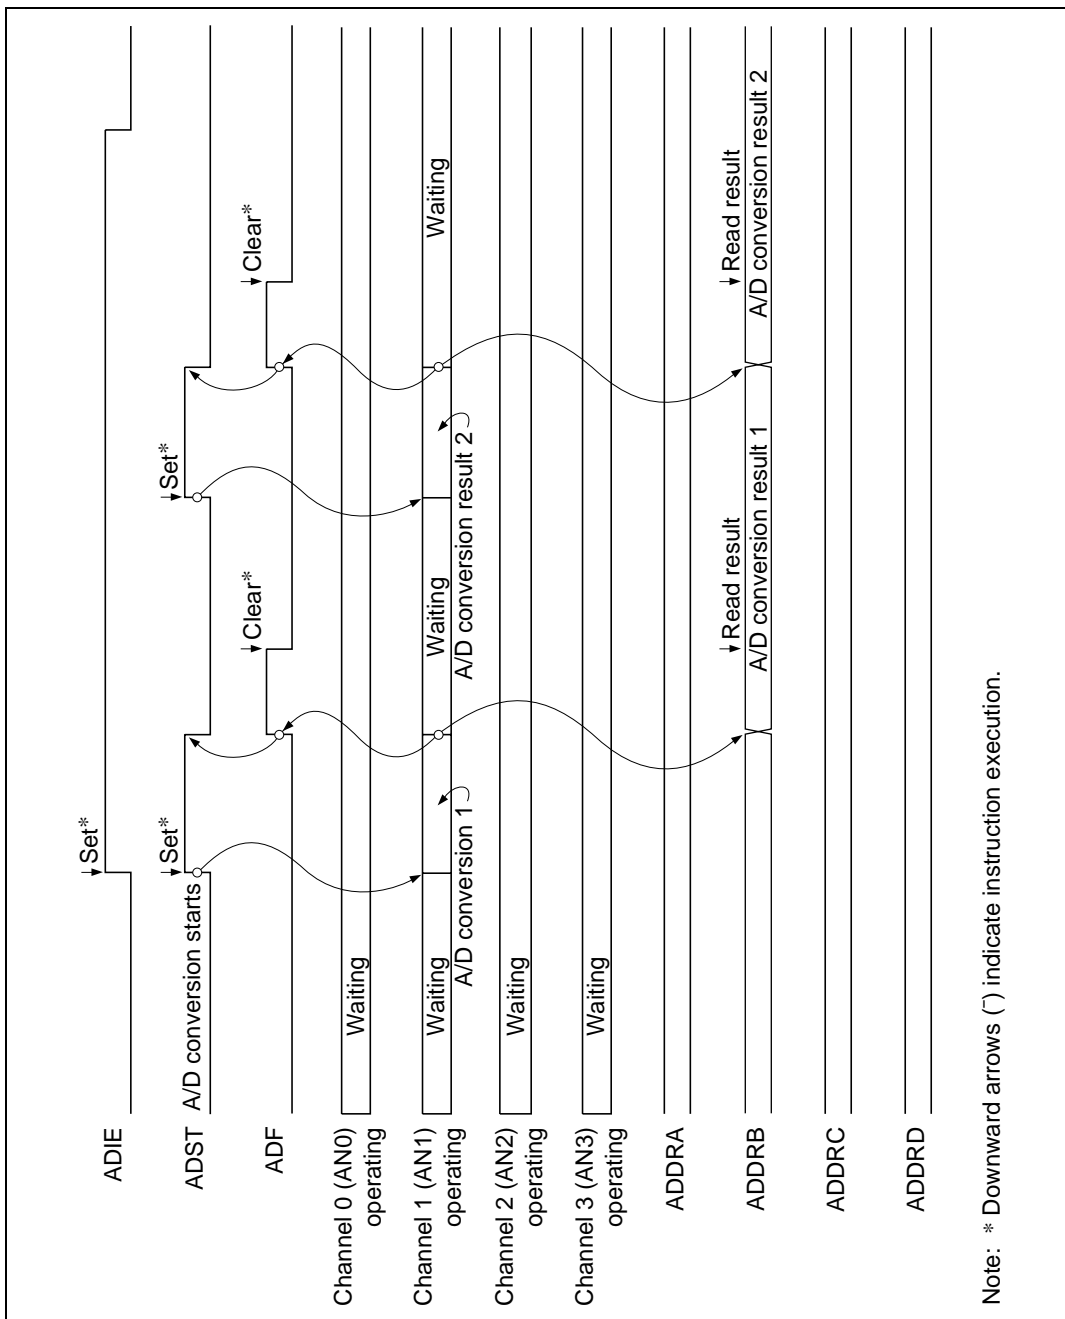 ADIE
Set*
ADST
A/D conversion starts
Set*
Set*
ADF
Clear*
Clear*
Channel 0 (AN0)
operating
Waiting
Channel 1 (AN1)
operating
Waiting
Waiting
Waiting
A/D conversion 1
A/D conversion result 2
Channel 2 (AN2)
operating
Waiting
Channel 3 (AN3)
operating
Waiting
ADDRA
Read result
Read result
ADDRB
A/D conversion result 1
A/D conversion result 2
ADDRC
ADDRD
Note: * Downward arrows (¯) indicate instruction execution.